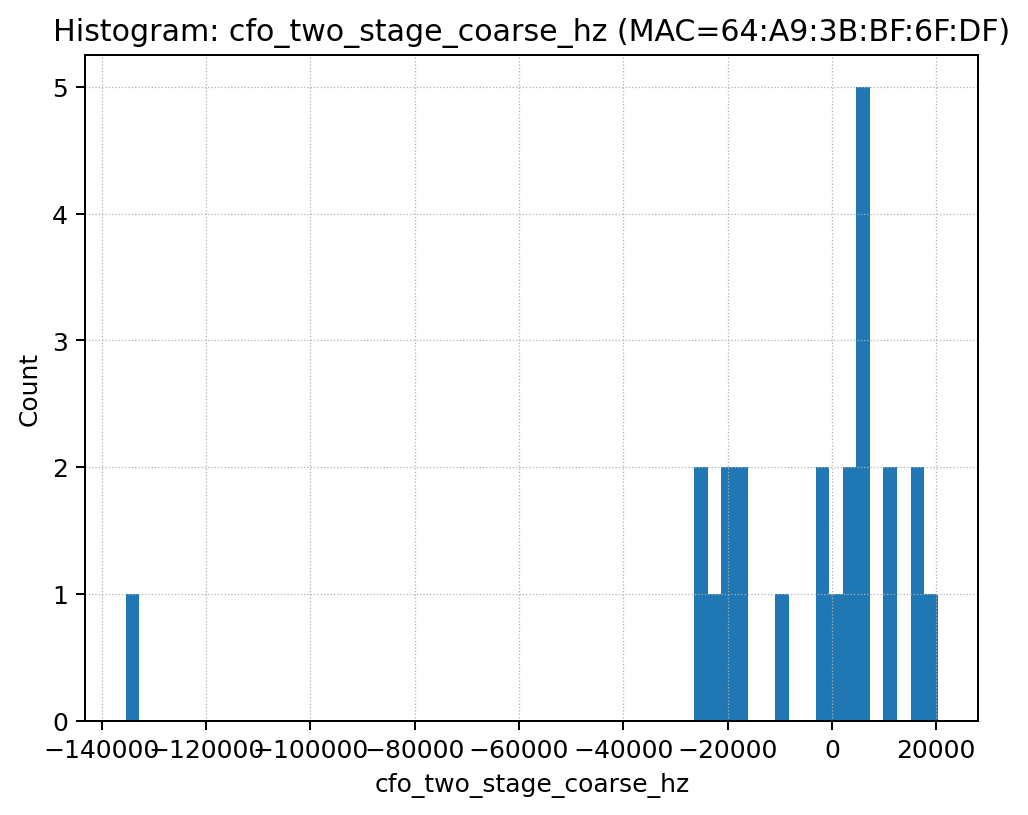 Histogram: cfo_two_stage_coarse_hz (MAC=64:A9:3B:BF:6F:DF)
5
4
3
2
1
0
Count
−140000 −120000 −100000 −80000 −60000 −40000 −20000 0 20000
cfo_two_stage_coarse_hz